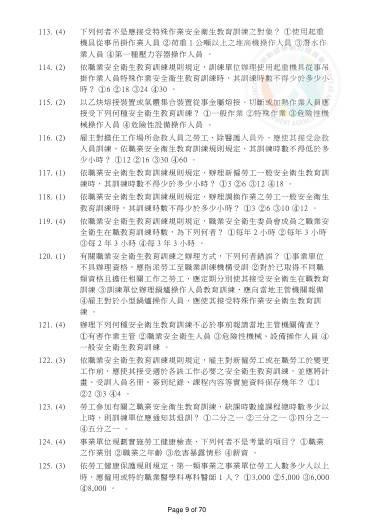 113. (4) 下列何者不是應接受特殊作業安全衛生教育訓練之對象？ ①使用起重
機具從事吊掛作業人員 ②荷重 1 公噸以上之堆高機操作人員 ③潛水作
業人員 ④第一種壓力容器操作人員 。
114. (2) 依職業安全衛生教育訓練規則規定，訓練單位辦理使用起重機具從事吊
掛作業人員特殊作業安全衛生教育訓練時，其訓練時數不得少於多少小
時？ ①6 ②18 ③24 ④30 。
115. (2) 以乙炔熔接裝置或氣體集合裝置從事金屬熔接、切斷或加熱作業人員應
接受下列何種安全衛生教育訓練？ ①一般作業 ②特殊作業 ③危險性機
械操作人員 ④危險性設備操作人員 。
116. (2) 雇主對擔任工作場所急救人員之勞工，除醫護人員外，應使其接受急救
人員訓練。依職業安全衛生教育訓練規則規定，其訓練時數不得低於多
少小時？ ①12 ②16 ③30 ④60 。
117. (1) 依職業安全衛生教育訓練規則規定，辦理新僱勞工一般安全衛生教育訓
練時，其訓練時數不得少於多少小時？ ①3 ②6 ③12 ④18 。
118. (1) 依職業安全衛生教育訓練規則規定，辦理調換作業之勞工一般安全衛生
教育訓練時，其訓練時數不得少於多少小時？ ①3 ②6 ③10 ④12 。
119. (4) 依職業安全衛生教育訓練規則規定，職業安全衛生委員會成員之職業安
全衛生在職教育訓練時數，為下列何者？ ①每年 2 小時 ②每年 3 小時
③每 2 年 3 小時 ④每 3 年 3 小時 。
120. (1) 有關職業安全衛生教育訓練之辦理方式，下列何者錯誤？ ①事業單位
不具辦理資格，應指派勞工至職業訓練機構受訓 ②對於已取得不同職
類資格且擔任相關工作之勞工，應定期分別使其接受安全衛生在職教育
訓練 ③訓練單位辦理鍋爐操作人員教育訓練，應向當地主管機關報備
④雇主對於小型鍋爐操作人員，應使其接受特殊作業安全衛生教育訓
練 。
121. (4) 辦理下列何種安全衛生教育訓練不必於事前報請當地主管機關備查？
①有害作業主管 ②職業安全衛生人員 ③危險性機械、設備操作人員 ④
一般安全衛生教育訓練 。
122. (3) 依職業安全衛生教育訓練規則規定，雇主對新僱勞工或在職勞工於變更
工作前，應使其接受適於各該工作必要之安全衛生教育訓練，並應將計
畫、受訓人員名冊、簽到紀錄、課程內容等實施資料保存幾年？ ①1
②2 ③3 ④4 。
123. (4) 勞工參加有關之職業安全衛生教育訓練，缺課時數達課程總時數多少以
上時，則訓練單位應通知其退訓？ ①二分之一 ②三分之一 ③四分之一
④五分之一 。
124. (4) 事業單位規劃實施勞工健康檢查，下列何者不是考量的項目？ ①職業
之作業別 ②職業之年齡 ③危害暴露情形 ④薪資 。
125. (3) 依勞工健康保護規則規定，第一類事業之事業單位勞工人數多少人以上
時，應僱用或特約職業醫學科專科醫師 1 人？ ①3,000 ②5,000 ③6,000
④8,000 。
Page 9 of 70